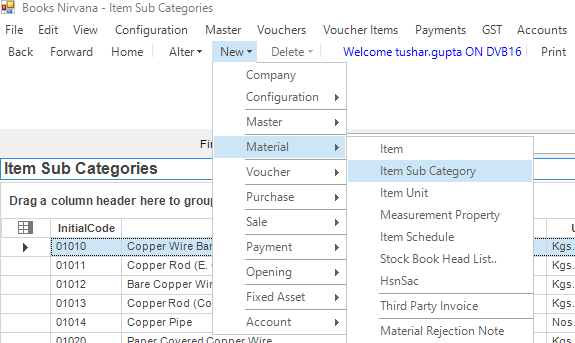 Books Nirvana - Item Sub Categories
File View Forward Configuration Master Vouchers Voucher Items Payments GST Accounts
Back Forward Home Alter New Delete Welcome tushar.gupta ON DVB16 Print
Company
Configuration
Master
Material
Voucher
Purchase
Sale
Payment
Opening
Fixed Asset
Account
Item
Item Sub Category
Item Unit
Measurement Property
Item Schedule
Stock Book Head List..
HsnSac
Third Party Invoice
Material Rejection Note
Item Sub Categories
Drag a column header here to group
InitialCode
01010 Copper Wire Bar Kgs.
01011 Copper Rod (E. Kgs.
01012 Bare Copper Wir Kgs.
01013 Copper Rod (Co Kgs.
01014 Copper Pipe Nos.
01020 Paper Covered Copper Wire Kgs.